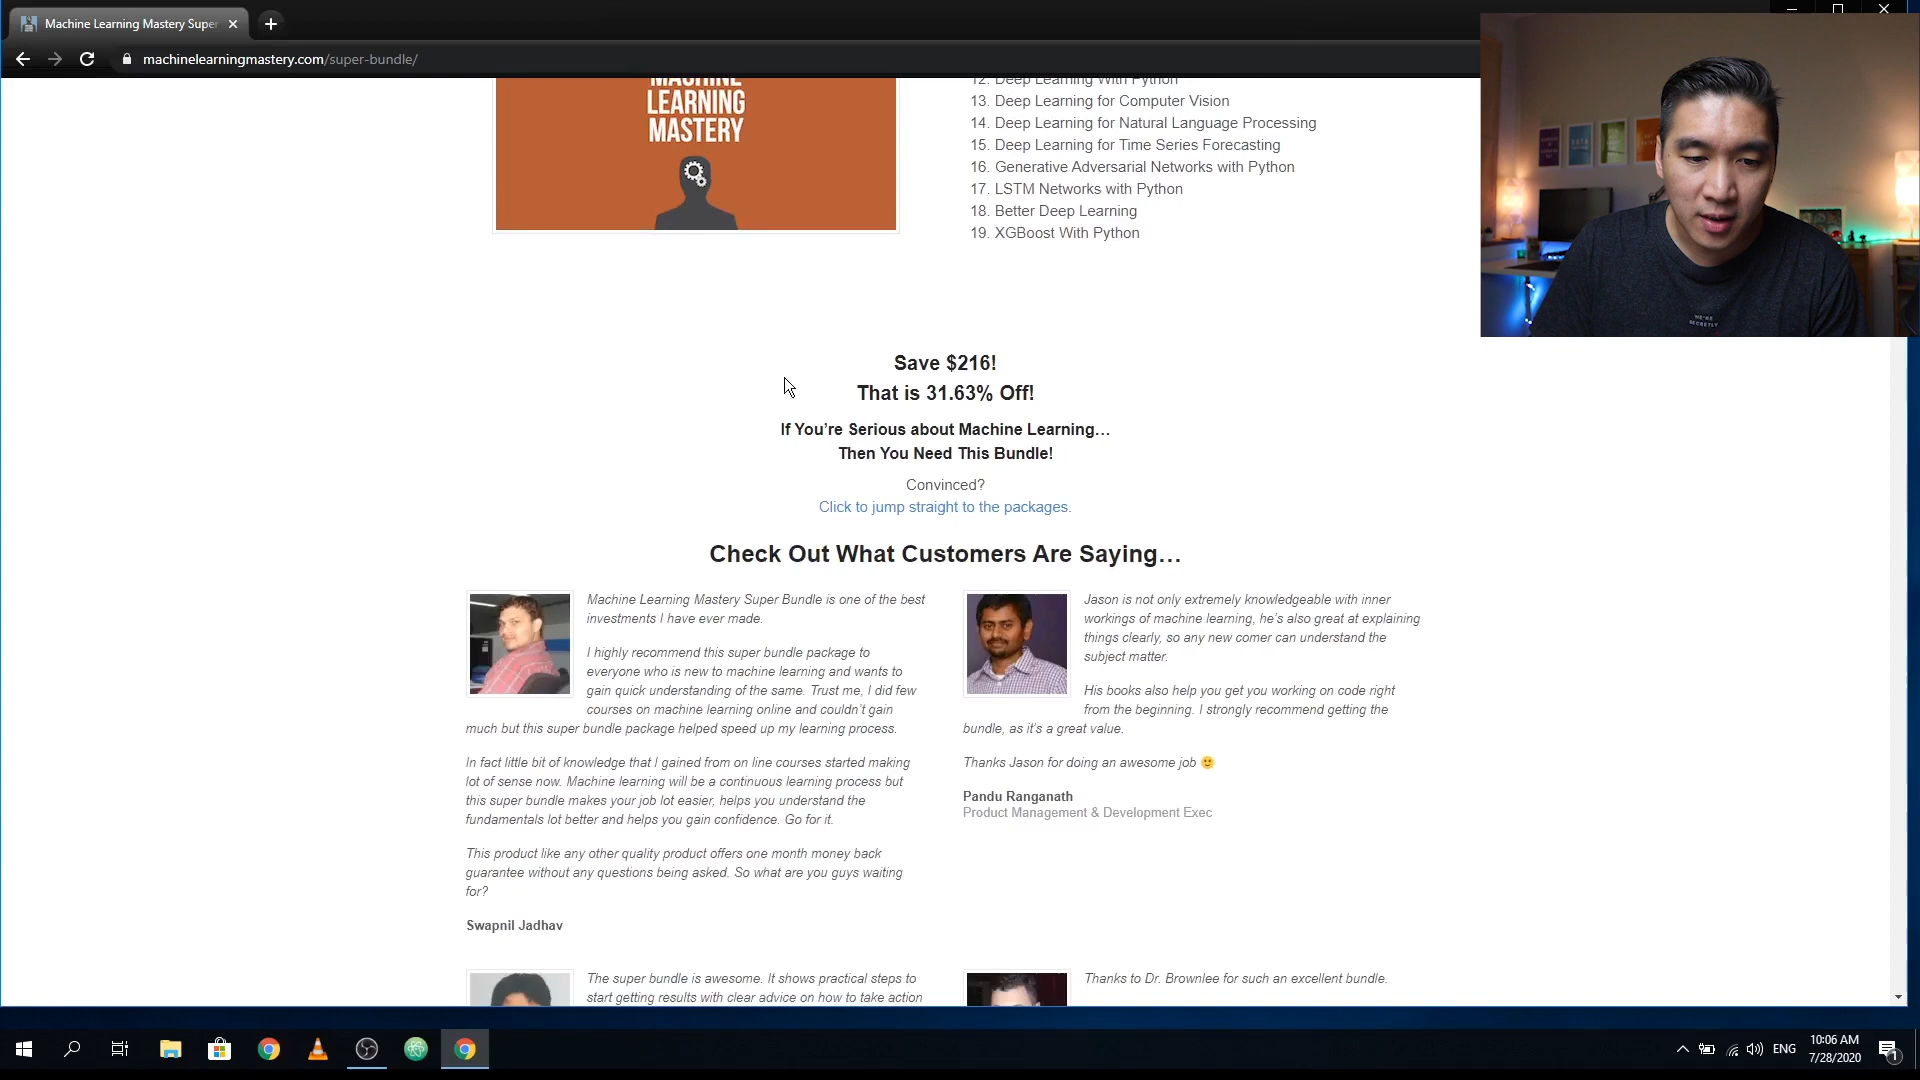 Machine Learning Mastery Super
machinelearningmastery.com/super-bundle/
MACHINE
LEARNING
MASTERY
12. Deep Learning With Python
13. Deep Learning for Computer Vision
14. Deep Learning for Natural Language Processing
15. Deep Learning for Time Series Forecasting
16. Generative Adversarial Networks with Python
17. LSTM Networks with Python
18. Better Deep Learning
19. XGBoost With Python
Save $216!
That is 31.63% Off!
If You’re Serious about Machine Learning…
Then You Need This Bundle!
Convinced?
Click to jump straight to the packages.
Check Out What Customers Are Saying…
Machine Learning Mastery Super Bundle is one of the best
investments I have ever made.
I highly recommend this super bundle package to
everyone who is new to machine learning and wants to
gain quick understanding of the same. Trust me, I did few
courses on machine learning online and couldn’t gain
much but this super bundle package helped speed up my learning process.
In fact little bit of knowledge that I gained from on line courses started making
lot of sense now. Machine learning will be a continuous learning process but
this super bundle makes your job lot easier, helps you understand the
fundamentals lot better and helps you gain confidence. Go for it.
This product like any other quality product offers one month money back
guarantee without any questions being asked. So what are you guys waiting
for?
Swapnil Jadhav
Jason is not only extremely knowledgeable with inner
workings of machine learning, he’s also great at explaining
things clearly, so any new comer can understand the
subject matter.
His books also help you get you working on code right
from the beginning. I strongly recommend getting the
bundle, as it’s a great value.
Thanks Jason for doing an awesome job 🙂
Pandu Ranganath
Product Management & Development Exec
The super bundle is awesome. It shows practical steps to
start getting results with clear advice on how to take action
Thanks to Dr. Brownlee for such an excellent bundle.
ENG
10:06 AM
7/28/2020
1